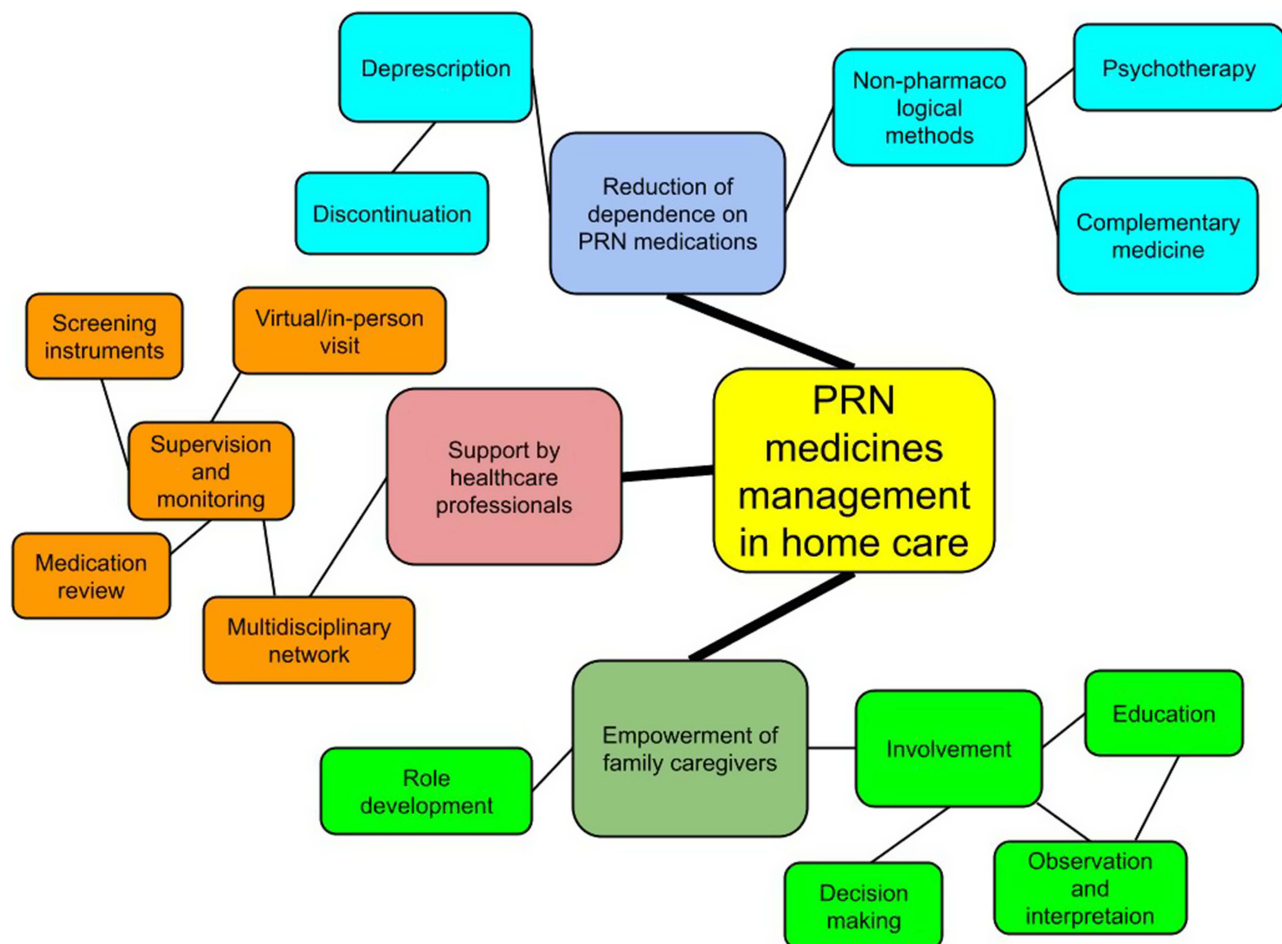 Deprescription
Discontinuation
Reduction of
dependence on
PRN medications
Non-pharmaco
logical
methods
Psychotherapy
Complementary
medicine
Screening
instruments
Virtual/in-person
visit
Supervision
and
monitoring
Medication
review
Multidisciplinary
network
Support by
healthcare
professionals
PRN
medicines
management
in home care
Empowerment of
family caregivers
Role
development
Involvement
Education
Decision
making
Observation
and
interpretaion